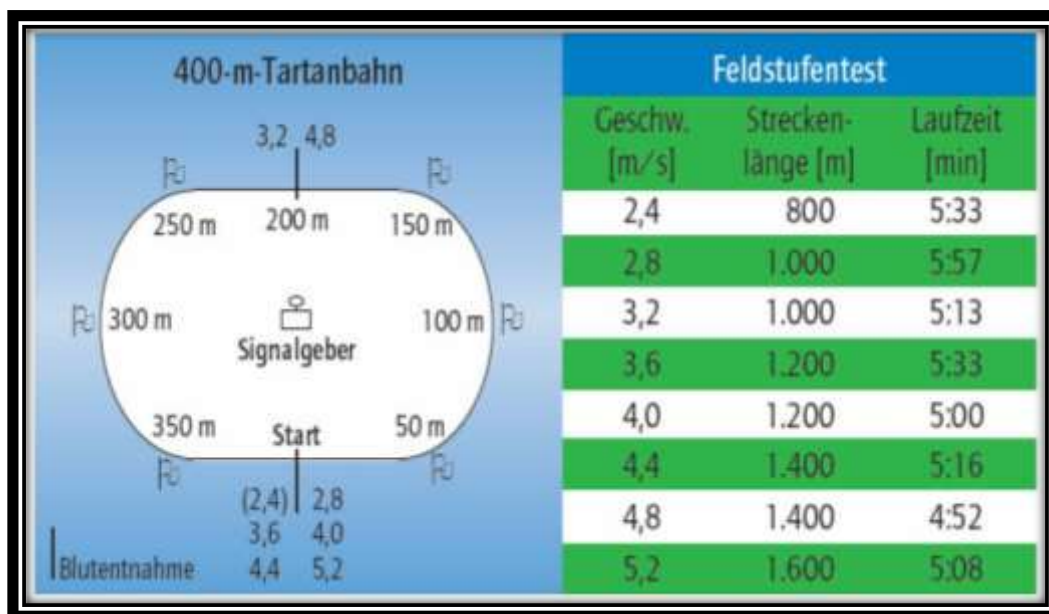 400-m-Tartanbahn
3,2 4,8
250 m 200 m 150 m
300 m 100 m
Signalgeber
350 m Start 50 m
(2,4) 2,8
3,6 4,0
Blutentnahme 4,4 5,2
Feldstufentest
Geschw. Strecken- Laufzeit
[m/s] länge [m] [min]
2,4 800 5:33
2,8 1.000 5:57
3,2 1.000 5:13
3,6 1.200 5:33
4,0 1.200 5:00
4,4 1.400 5:16
4,8 1.400 4:52
5,2 1.600 5:08